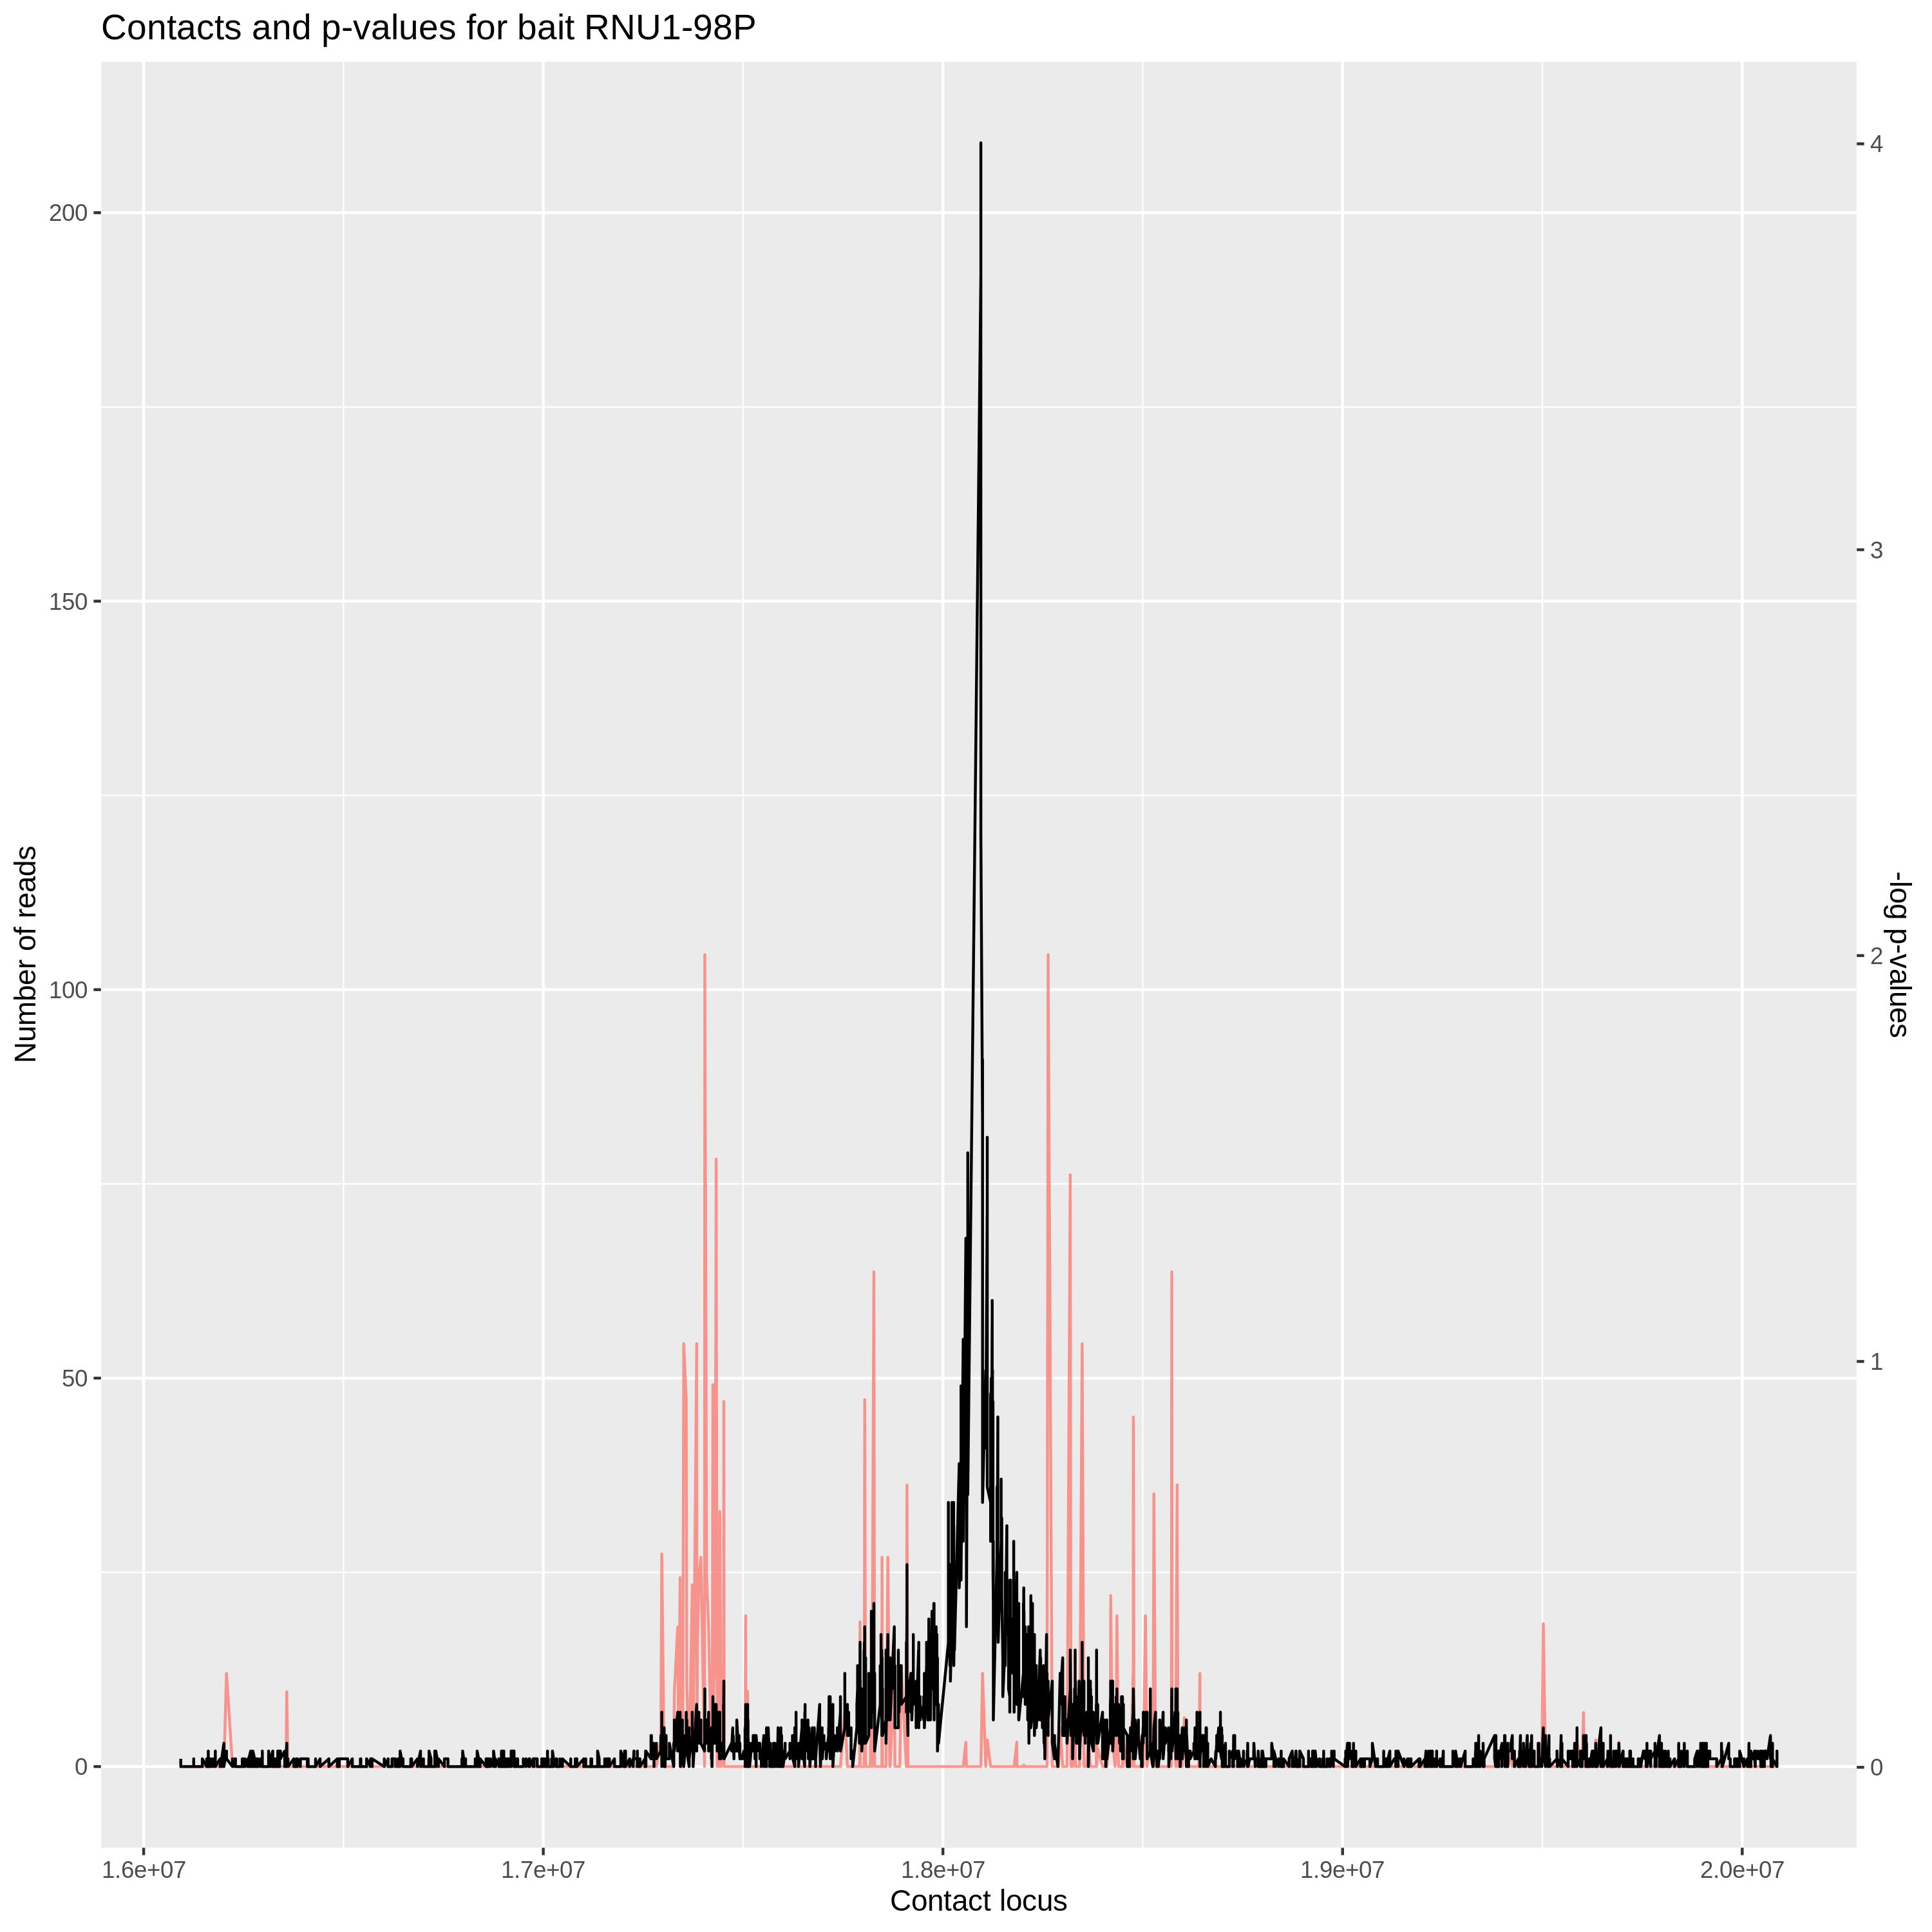 Contacts and p-values for bait RNU1-98P
200
150
100
50
0
4
3
2
1
0
Number of reads
-log p-values
1.6e+07 1.7e+07 1.8e+07 1.9e+07 2.0e+07
Contact locus